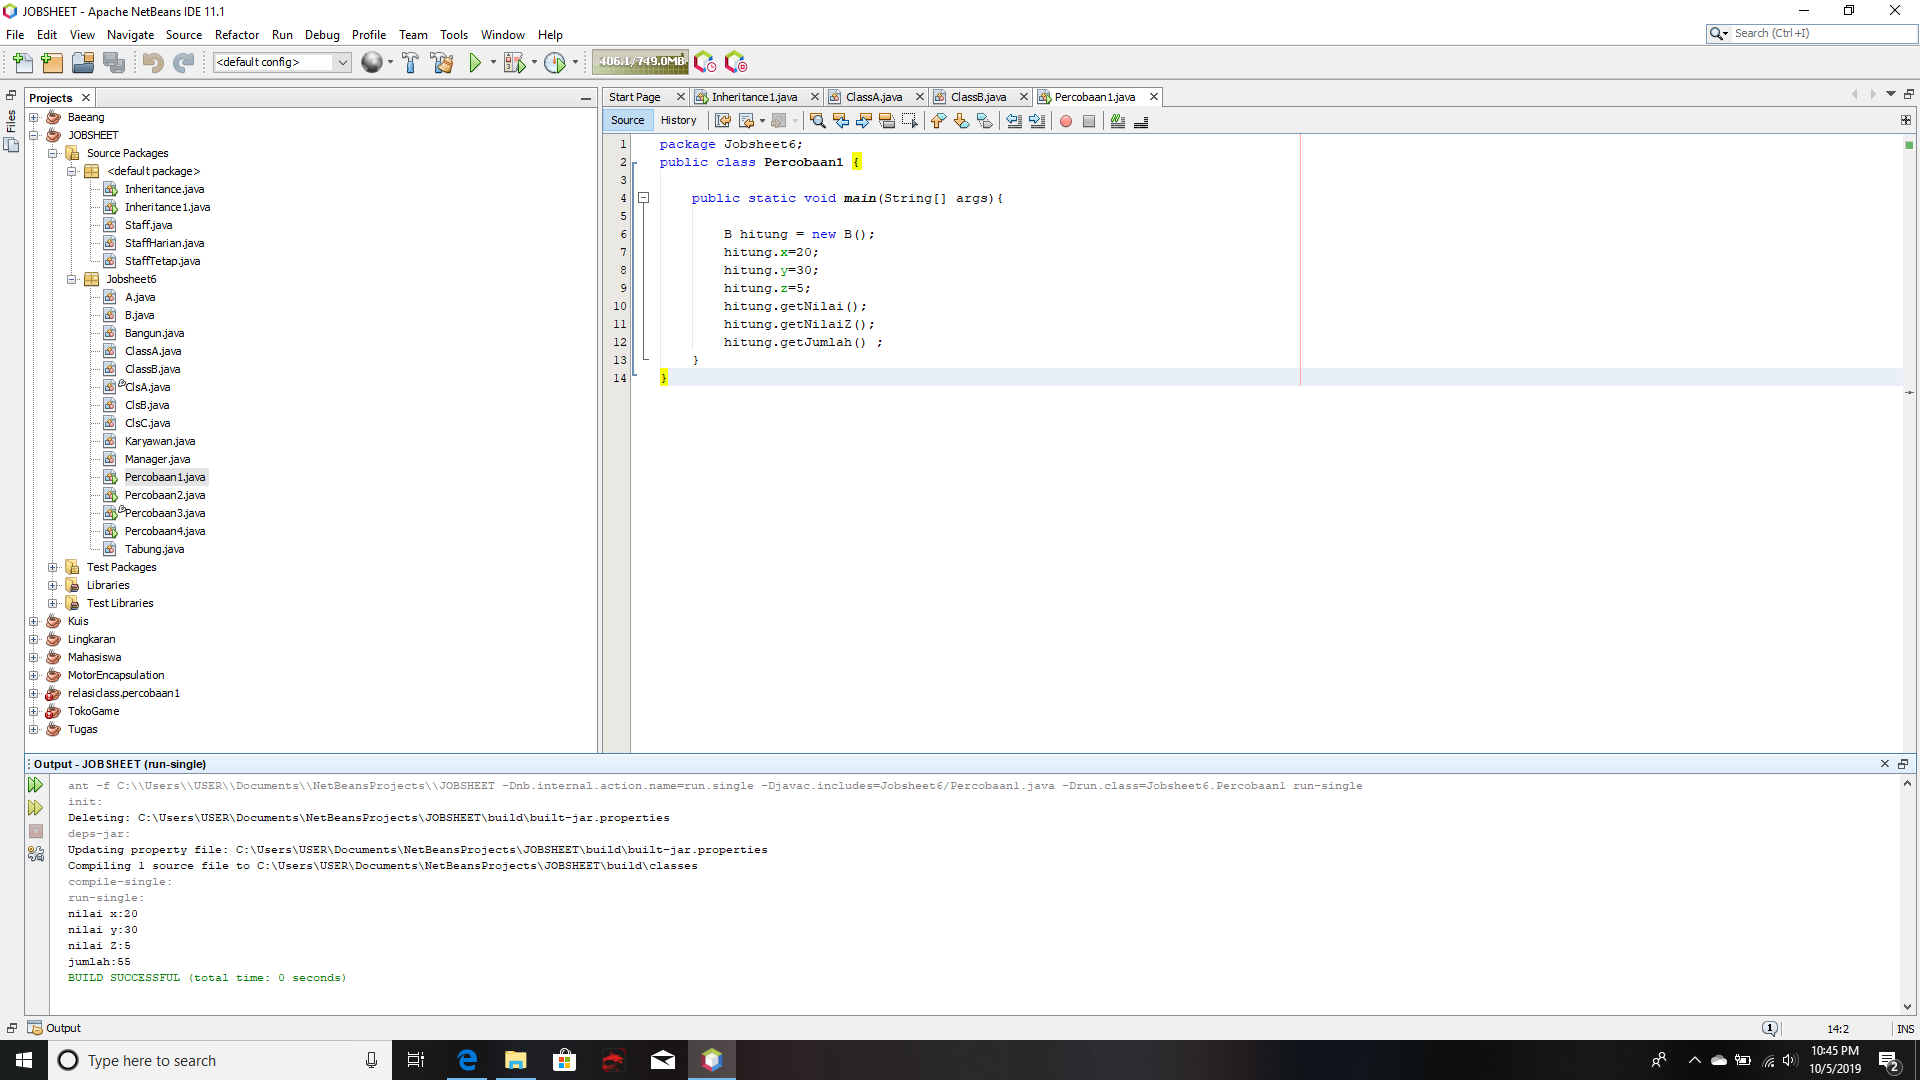 JOBSHEET - Apache NetBeans IDE 11.1
File Edit View Navigate Source Refactor Run Debug Profile Team Tools Window Help
Search (Ctrl+I)
<default config>
406.1/749.0MB
Files
Projects
Baeang
JOBSHEET
Source Packages
<default package>
Inheritance.java
Inheritance1.java
Staff.java
StaffHarian.java
StaffTetap.java
Jobsheet6
A.java
B.java
Bangun.java
ClassA.java
ClassB.java
ClsA.java
ClsB.java
ClsC.java
Karyawan.java
Manager.java
Percobaan1.java
Percobaan2.java
Percobaan3.java
Percobaan4.java
Tabung.java
Test Packages
Libraries
Test Libraries
Kuis
Lingkaran
Mahasiswa
MotorEncapsulation
relasiclass.percobaan1
TokoGame
Tugas
Start Page Inheritance1.java ClassA.java ClassB.java Percobaan1.java
Source History
1 package Jobsheet6;
2 public class Percobaan1 {
3
4 public static void main(String[] args){
5
6 B hitung = new B();
7 hitung.x=20;
8 hitung.y=30;
9 hitung.z=5;
10 hitung.getNilai();
11 hitung.getNilaiZ();
12 hitung.getJumlah() ;
13 }
14 }
Output - JOBSHEET (run-single)
ant -f C:\\Users\\USER\\Documents\\NetBeansProjects\\JOBSHEET -Dnb.internal.action.name=run.single -Djavac.includes=Jobsheet6/Percobaan1.java -Drun.class=Jobsheet6.Percobaan1 run-single
init:
Deleting: C:\Users\USER\Documents\NetBeansProjects\JOBSHEET\build\built-jar.properties
deps-jar:
Updating property file: C:\Users\USER\Documents\NetBeansProjects\JOBSHEET\build\built-jar.properties
Compiling 1 source file to C:\Users\USER\Documents\NetBeansProjects\JOBSHEET\build\classes
compile-single:
run-single:
nilai x:20
nilai y:30
nilai Z:5
jumlah:55
BUILD SUCCESSFUL (total time: 0 seconds)
Output
1
14:2
INS
Type here to search
10:45 PM
10/5/2019
2